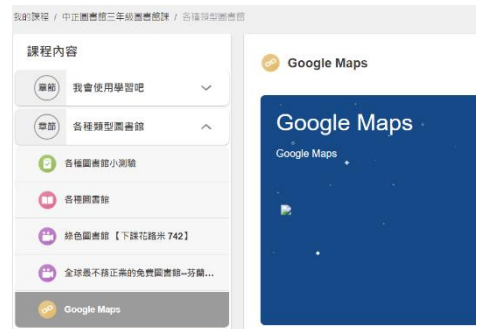 我的課程 / 中正圖書館三年級圖書館課 / 各種類型圖書館
課程內容
章節 我會使用學習吧
章節 各種類型圖書館
各種圖書館小測驗
各種圖書館
綠色圖書館【下課花路米 742】
全球最不務正業的免費圖書館--芬蘭...
Google Maps
Google Maps
Google Maps
Google Maps